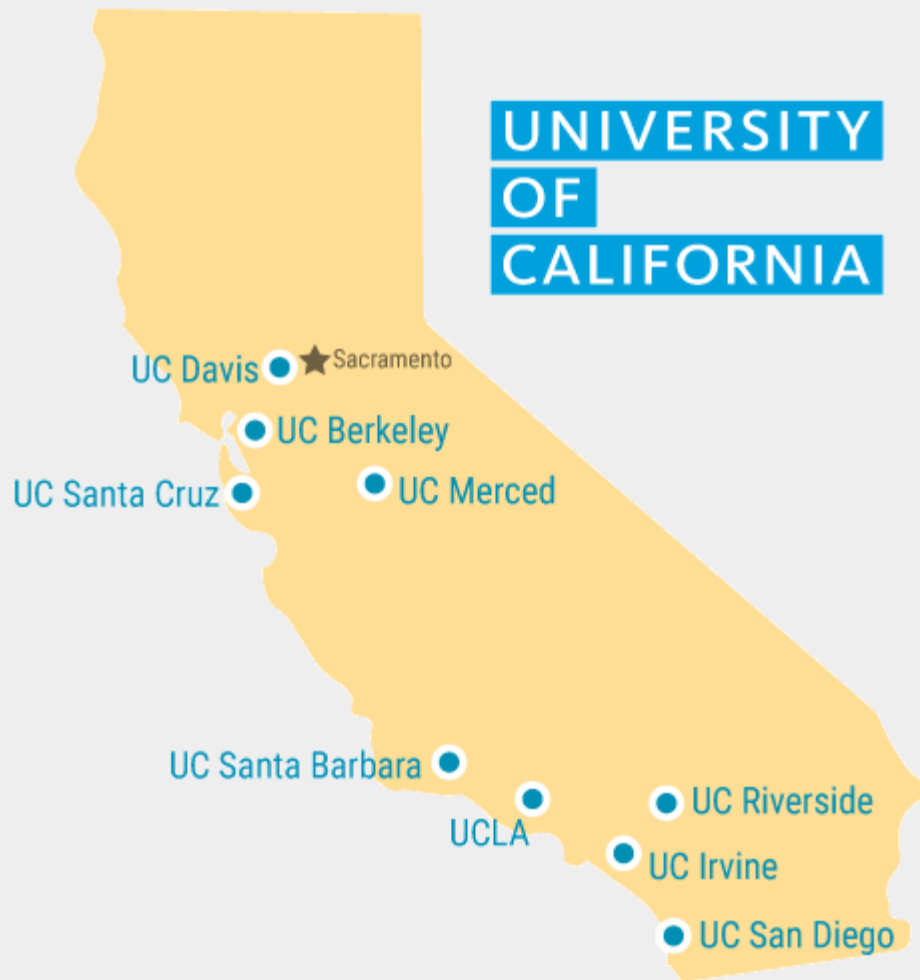 UNIVERSITY
OF
CALIFORNIA
UC Davis
Sacramento
UC Berkeley
UC Santa Cruz
UC Merced
UC Santa Barbara
UCLA
UC Riverside
UC Irvine
UC San Diego